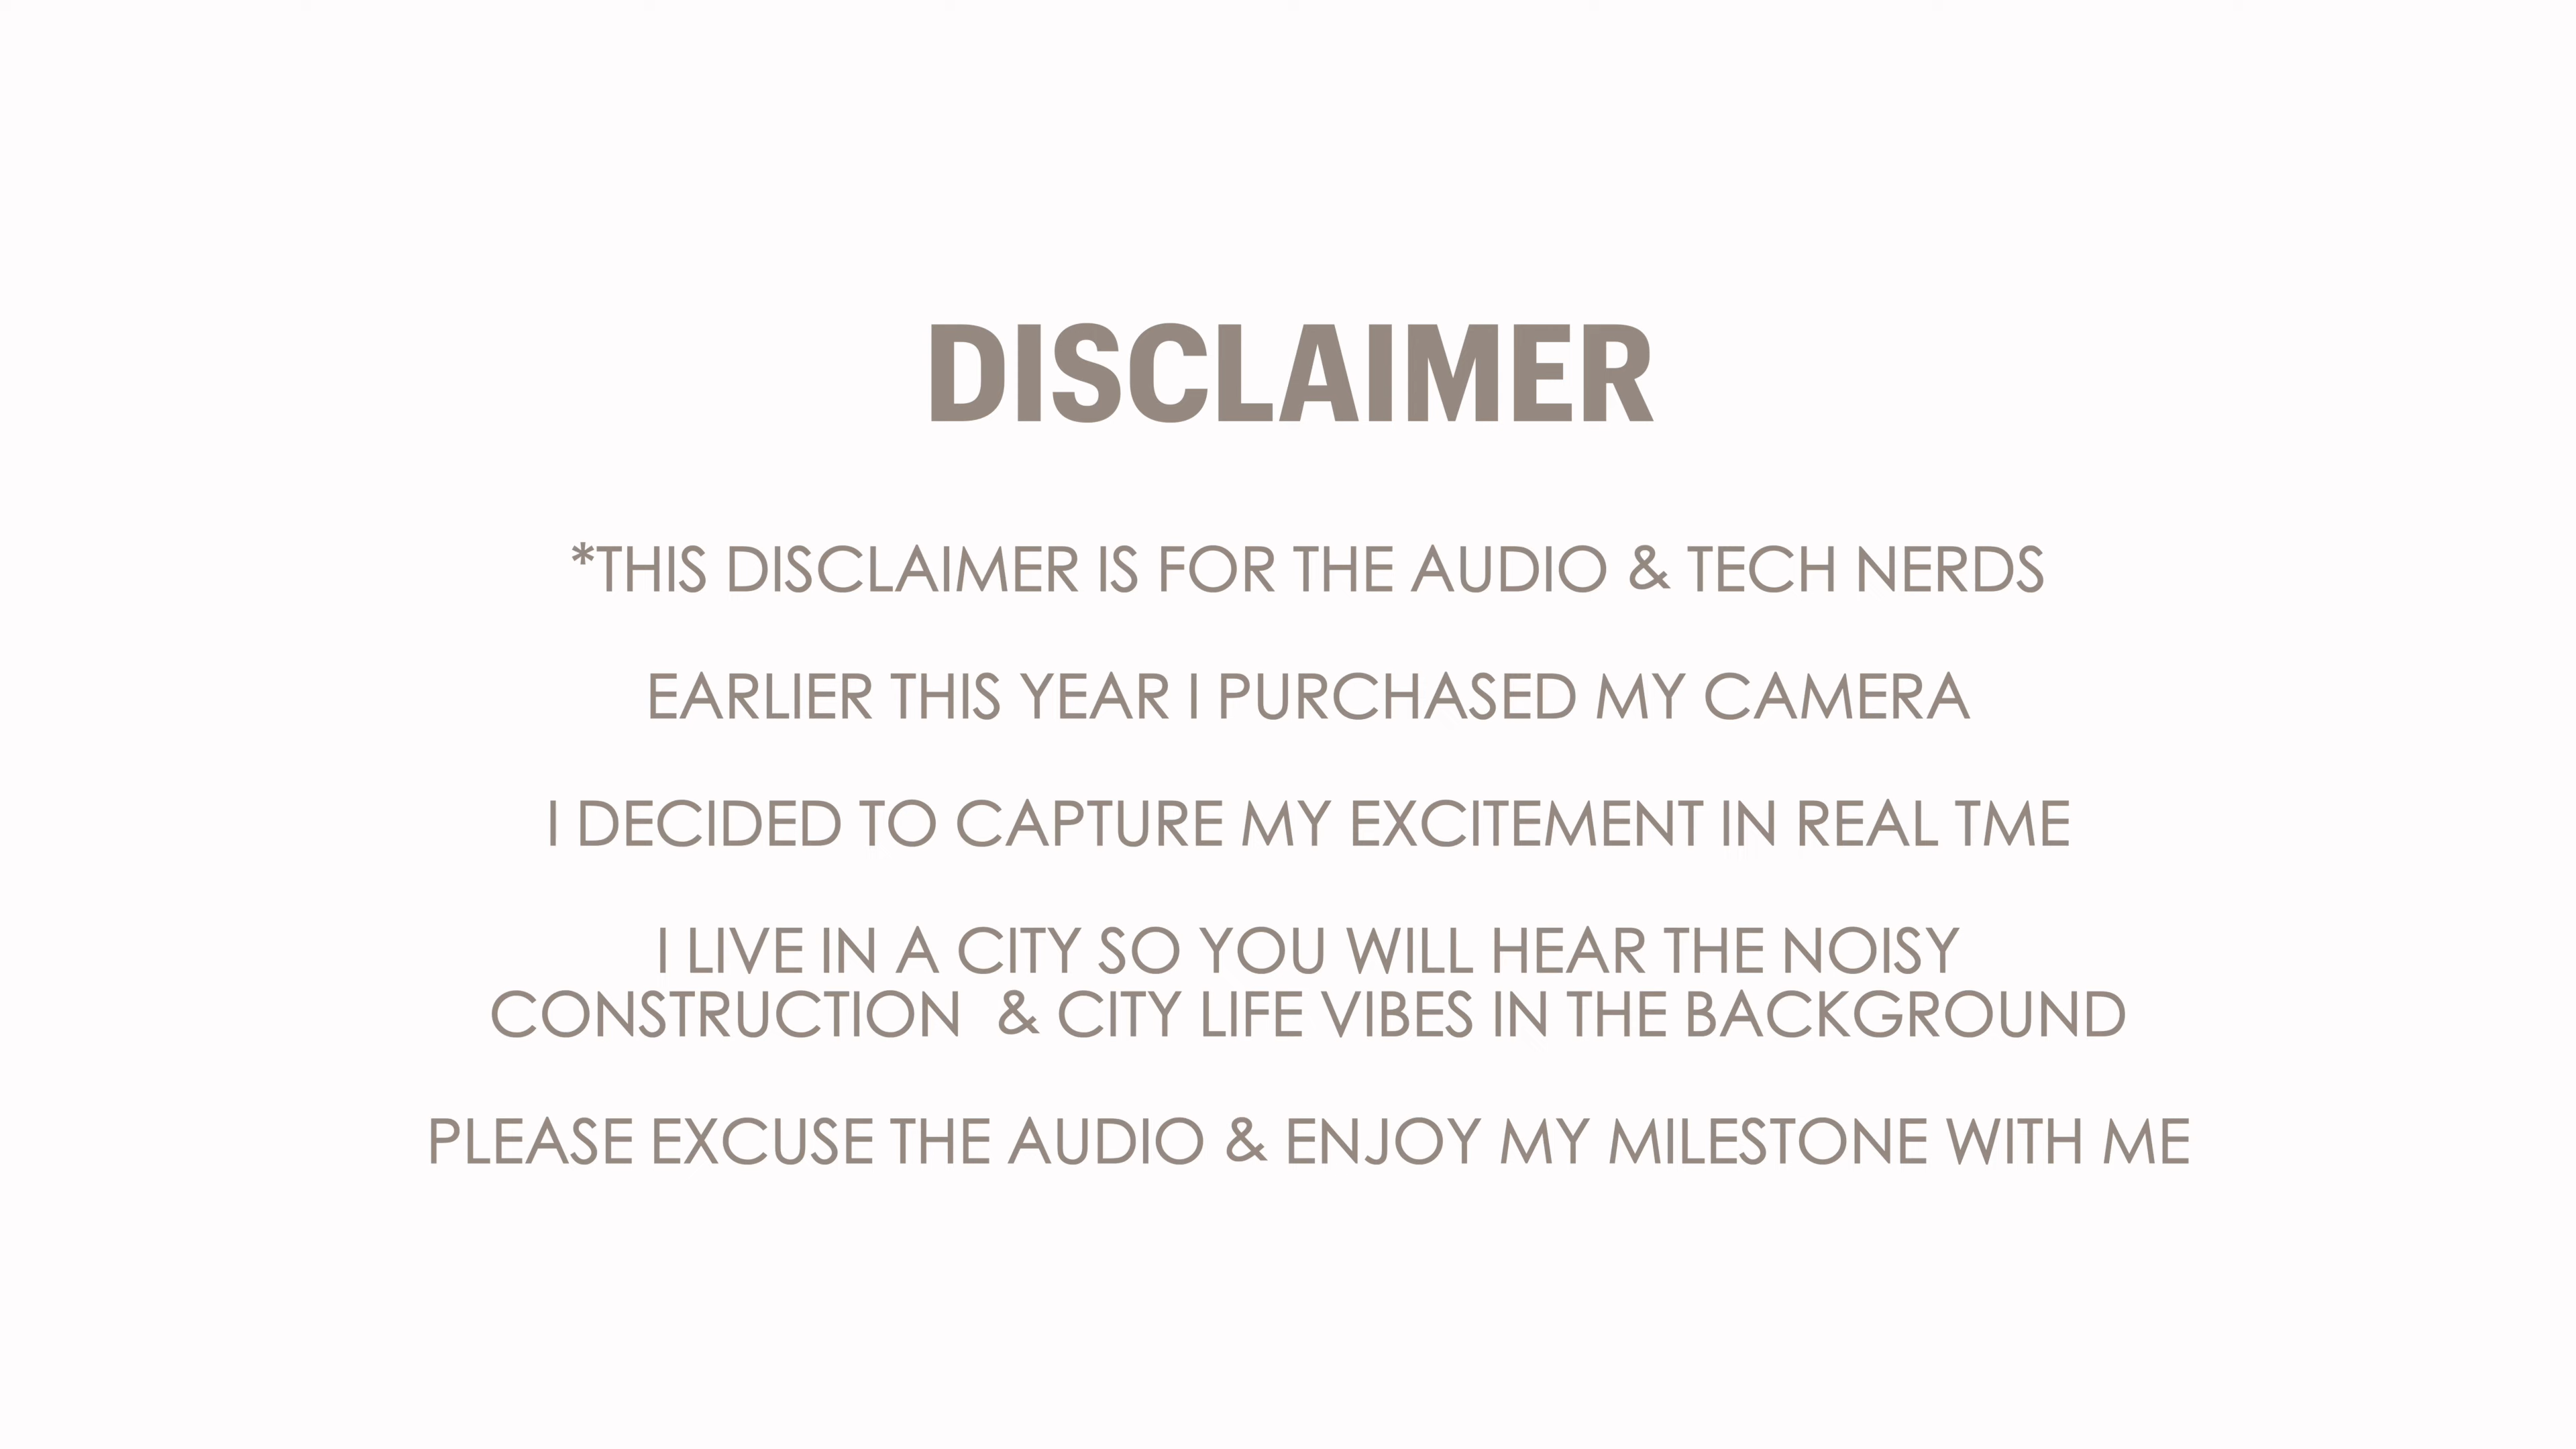 DISCLAIMER
*THIS DISCLAIMER IS FOR THE AUDIO & TECH NERDS
EARLIER THIS YEAR I PURCHASED MY CAMERA
I DECIDED TO CAPTURE MY EXCITEMENT IN REAL TME
I LIVE IN A CITY SO YOU WILL HEAR THE NOISY
CONSTRUCTION  & CITY LIFE VIBES IN THE BACKGROUND
PLEASE EXCUSE THE AUDIO & ENJOY MY MILESTONE WITH ME